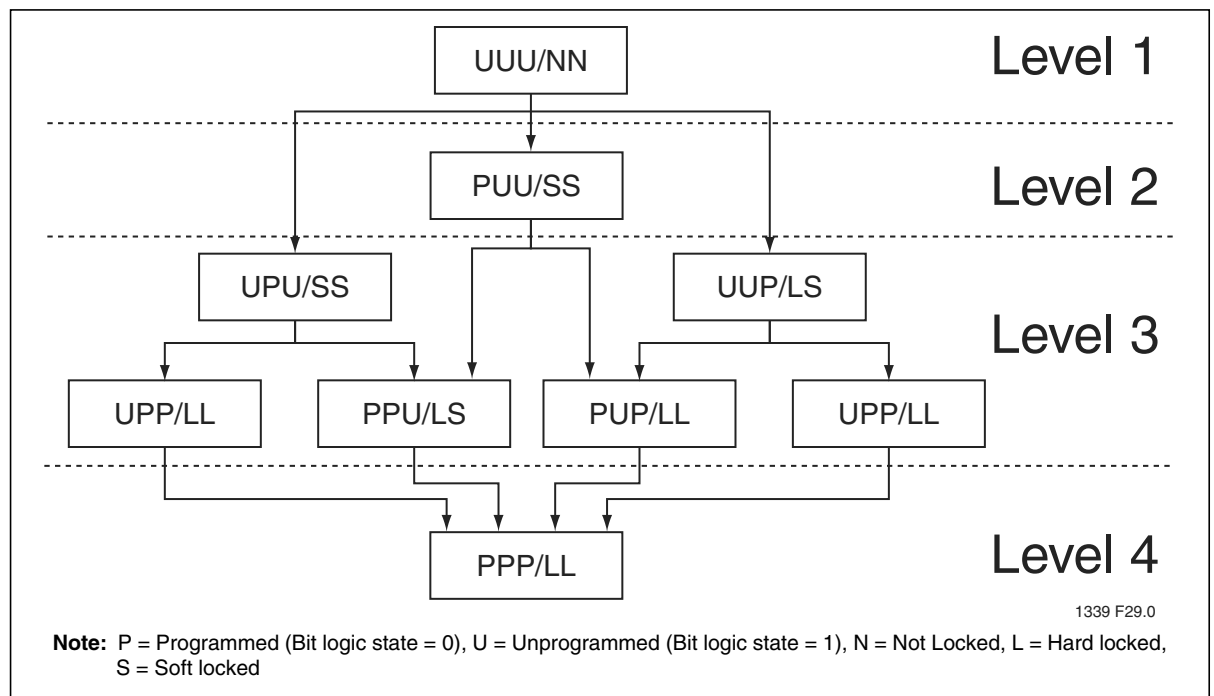 UUU/NN
Level 1
PUU/SS
Level 2
UPU/SS
UUP/LS
Level 3
UPP/LL
PPU/LS
PUP/LL
UPP/LL
PPP/LL
Level 4
1339 F29.0
Note: P = Programmed (Bit logic state = 0), U = Unprogrammed (Bit logic state = 1), N = Not Locked, L = Hard locked,
S = Soft locked